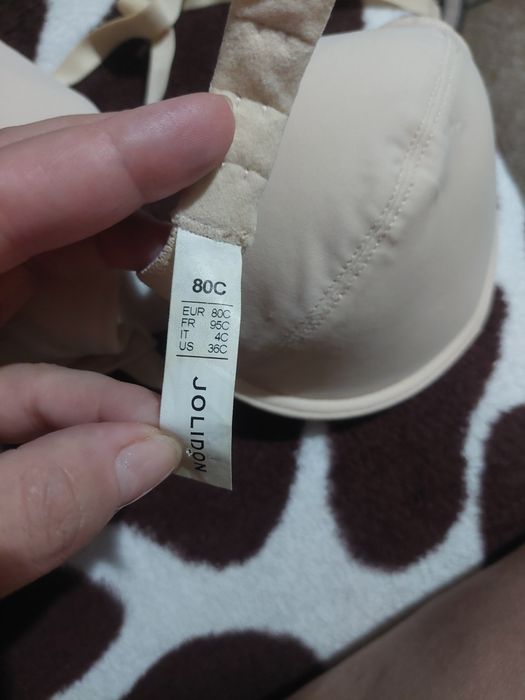 80C
EUR 80C
FR 95C
IT 4C
US 36C
JOLIDON